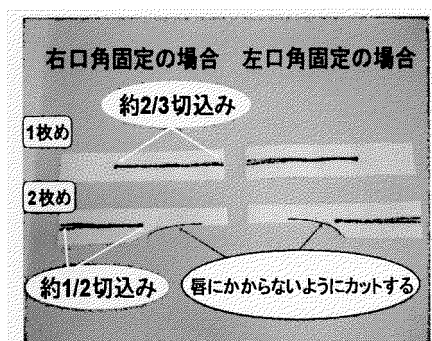 右口角固定の場合 左口角固定の場合
約2/3切込み
1枚め
2枚め
約1/2切込み
唇にかからないようにカットする